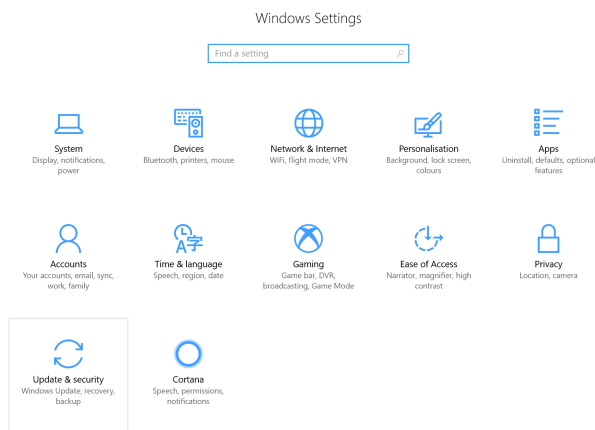 Windows Settings
Find a setting
System
Display, notifications,
power
Devices
Bluetooth, printers, mouse
Network & Internet
WiFi, flight mode, VPN
Personalisation
Background, lock screen,
colours
Apps
Uninstall, defaults, optional
features
Accounts
Your accounts, email, sync,
work, family
A字
Time & language
Speech, region, date
Gaming
Game bar, DVR,
broadcasting, Game Mode
Ease of Access
Narrator, magnifier, high
contrast
Privacy
Location, camera
Update & security
Windows Update, recovery,
backup
Cortana
Speech, permissions,
notifications